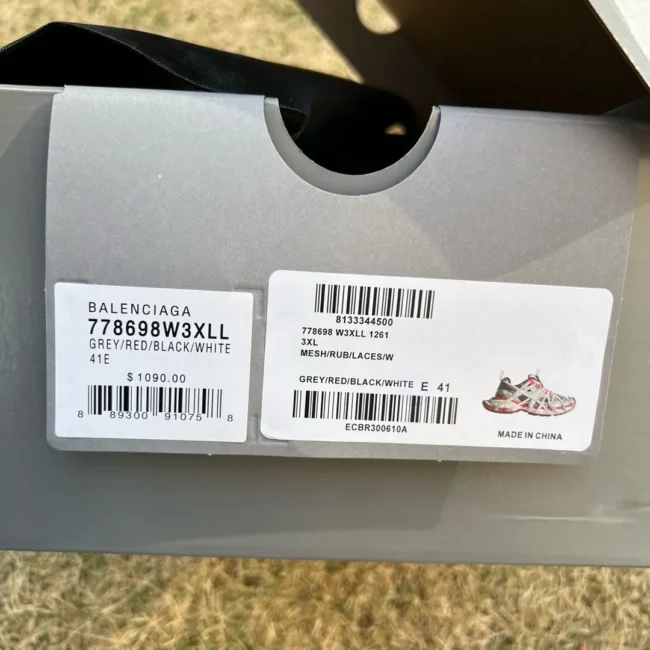 BALENCIAGA
778698W3XLL
GREY/RED/BLACK/WHITE
41E
$1090.00
8 89300 91075 8
8133344500
778698 W3XLL 1261
3XL
MESH/RUB/LACES/W
GREY/RED/BLACK/WHITE E 41
ECBR300610A
MADE IN CHINA